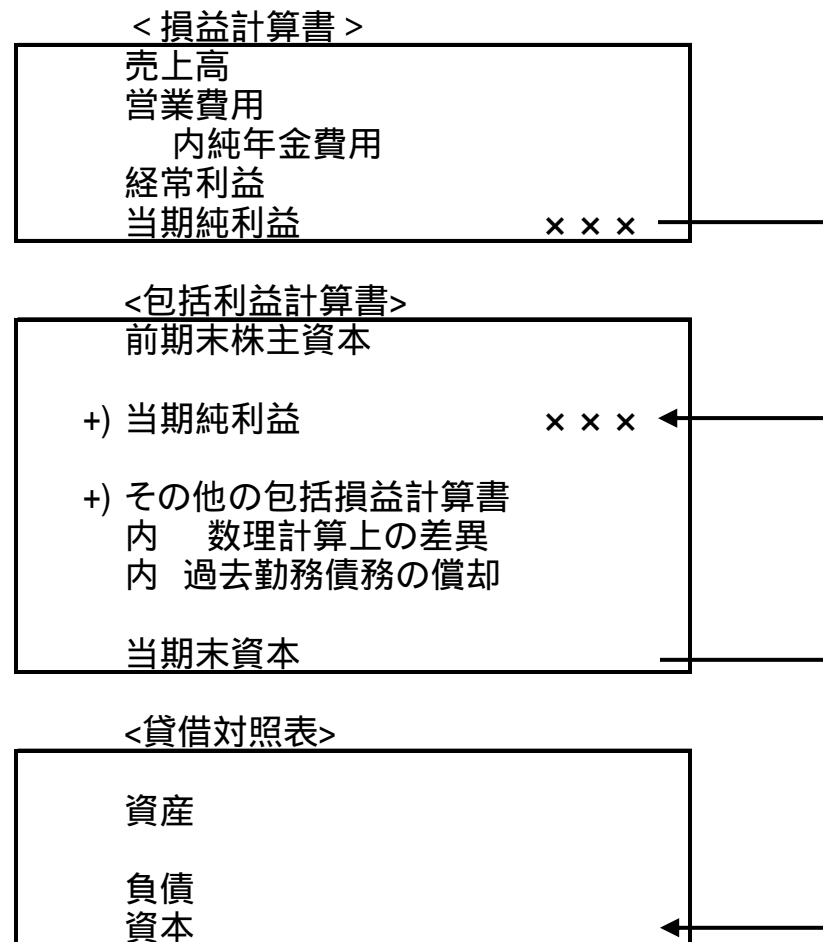 <損益計算書>
売上高
営業費用
内純年金費用
経常利益
当期純利益 ×××
<包括利益計算書>
前期末株主資本
+) 当期純利益 ×××
+) その他の包括損益計算書
内 数理計算上の差異
内 過去勤務債務の償却
当期末資本
<貸借対照表>
資産
負債
資本